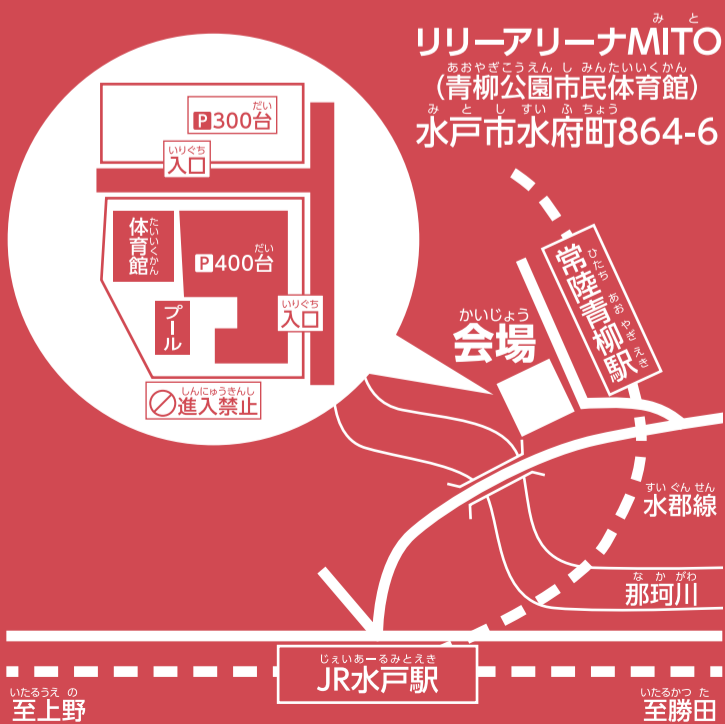 みと
リリーアリーナMITO
あおやぎこうえんしみんたいいくかん
(青柳公園市民体育館)
みとしすいふちょう
水戸市水府町864-6
だい
P300台
いりぐち
入口
たいいくかん
体育館
だい
P400台
プール
いりぐち
入口
しんにゅうきんし
進入禁止
かいじょう
会場
ひたちあおやぎえき
常陸青柳駅
すいぐんせん
水郡線
なかがわ
那珂川
じぇいあーるみとえき
JR水戸駅
いたるうえの
至上野
いたるかつた
至勝田